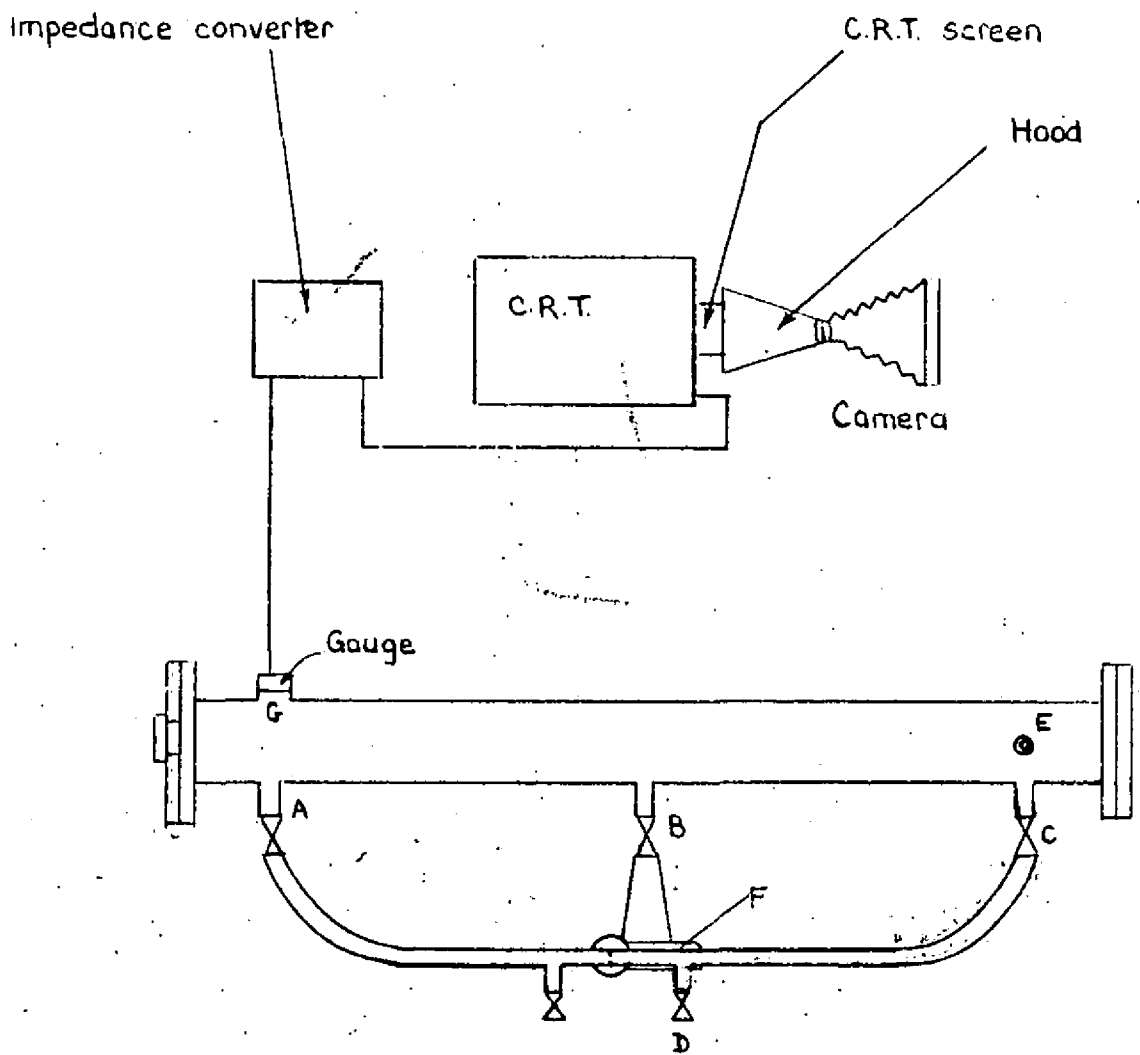 Impedance converter
C.R.T. screen
Hood
C.R.T.
Camera
Gauge
G
E
A
B
C
F
D